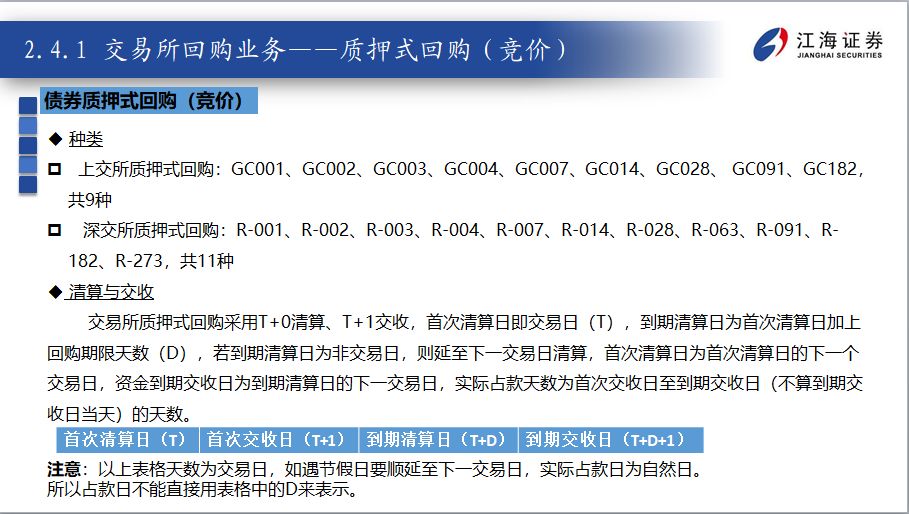 2.4.1 交易所回购业务——质押式回购（竞价）
江海证券
JIANGHAI SECURITIES
债券质押式回购（竞价）
◆ 种类
上交所质押式回购：GC001、GC002、GC003、GC004、GC007、GC014、GC028、 GC091、GC182，
共9种
深交所质押式回购：R-001、R-002、R-003、R-004、R-007、R-014、R-028、R-063、R-091、R-
182、R-273，共11种
◆ 清算与交收
交易所质押式回购采用T+0清算、T+1交收，首次清算日即交易日（T），到期清算日为首次清算日加上
回购期限天数（D），若到期清算日为非交易日，则延至下一交易日清算，首次清算日为首次清算日的下一个
交易日，资金到期交收日为到期清算日的下一交易日，实际占款天数为首次交收日至到期交收日（不算到期交
收日当天）的天数。
首次清算日（T） 首次交收日（T+1） 到期清算日（T+D） 到期交收日（T+D+1）
注意：以上表格天数为交易日，如遇节假日要顺延至下一交易日，实际占款日为自然日。
所以占款日不能直接用表格中的D来表示。